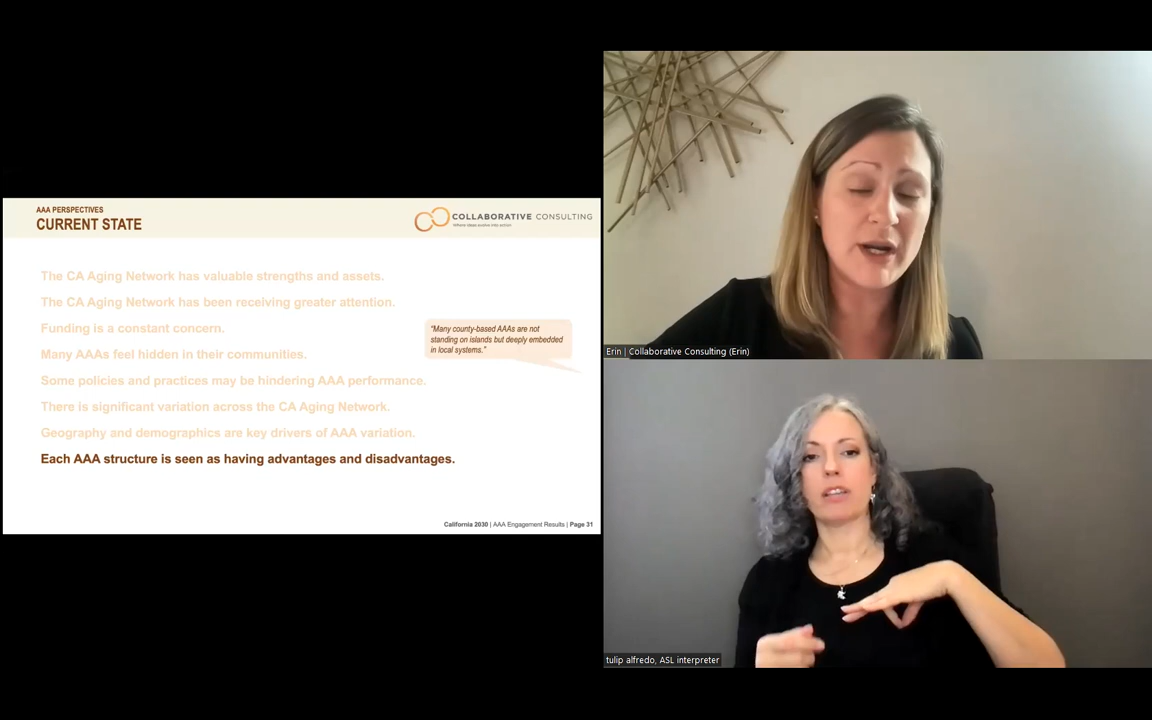 AAA PERSPECTIVES
CURRENT STATE
COLLABORATIVE CONSULTING
Where ideas evolve into action
The CA Aging Network has valuable strengths and assets.
The CA Aging Network has been receiving greater attention.
Funding is a constant concern.
Many AAAs feel hidden in their communities.
Some policies and practices may be hindering AAA performance.
There is significant variation across the CA Aging Network.
Geography and demographics are key drivers of AAA variation.
Each AAA structure is seen as having advantages and disadvantages.
"Many county-based AAAs are not
standing on islands but deeply embedded
in local systems."
California 2030 | AAA Engagement Results | Page 31
Erin | Collaborative Consulting (Erin)
tulip alfredo, ASL interpreter